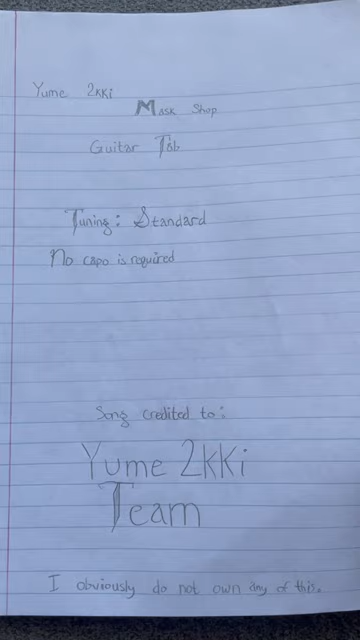 Yume 2kki
Mask Shop
Guitar Tab
Tuning: Standard
No capo is required
Song credited to:
Yume 2kki
Team
I obviously do not own any of this.